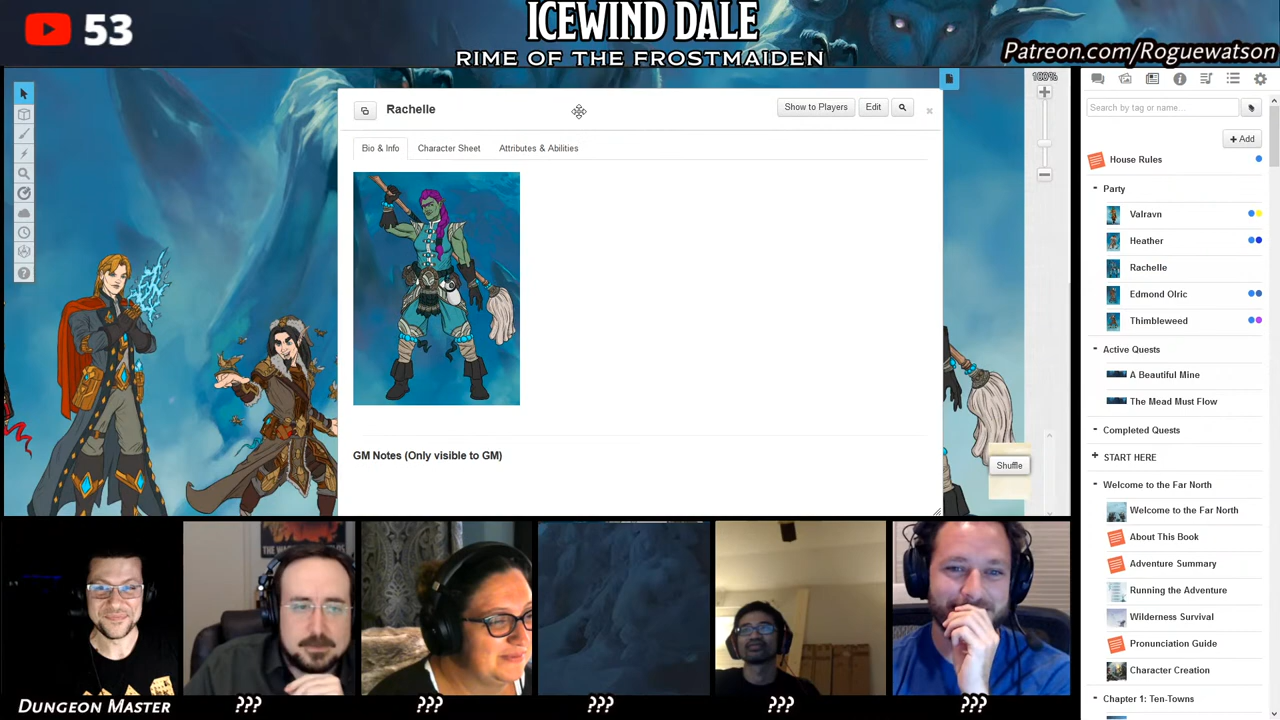 53
ICEWIND DALE
RIME OF THE FROSTMAIDEN
Patreon.com/Roguewatson
Rachelle
Show to Players
Edit
Bio & Info
Character Sheet
Attributes & Abilities
GM Notes (Only visible to GM)
Shuffle
Search by tag or name...
+ Add
House Rules
Party
Valravn
Heather
Rachelle
Edmond Olric
Thimbleweed
Active Quests
A Beautiful Mine
The Mead Must Flow
Completed Quests
START HERE
Welcome to the Far North
Welcome to the Far North
About This Book
Adventure Summary
Running the Adventure
Wilderness Survival
Pronunciation Guide
Character Creation
Chapter 1: Ten-Towns
DUNGEON MASTER
???
???
???
???
???